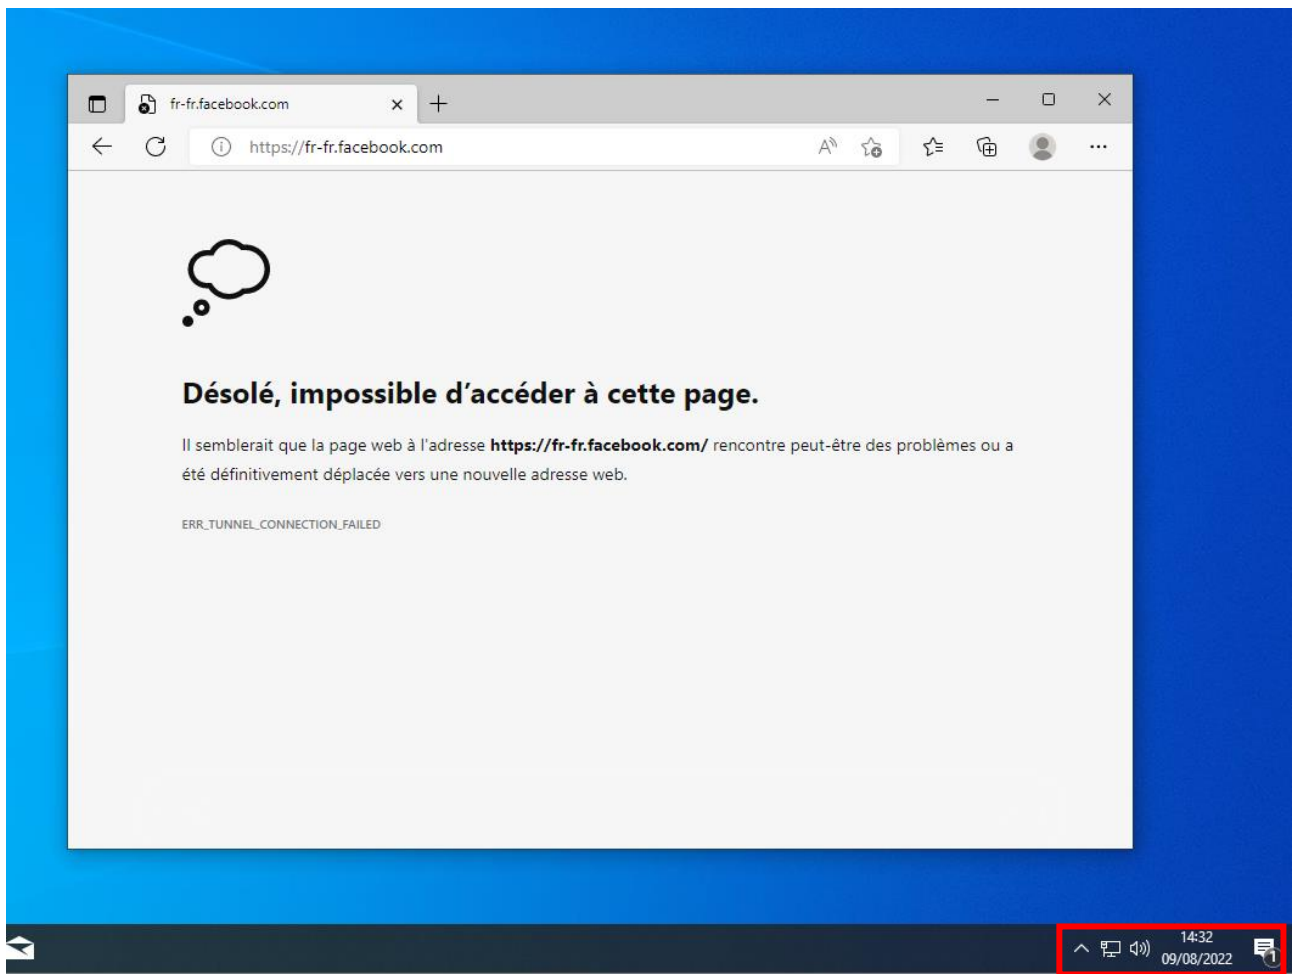 fr-fr.facebook.com
https://fr-fr.facebook.com
Désolé, impossible d’accéder à cette page.
Il semblerait que la page web à l'adresse https://fr-fr.facebook.com/ rencontre peut-être des problèmes ou a
été définitivement déplacée vers une nouvelle adresse web.
ERR_TUNNEL_CONNECTION_FAILED
14:32
09/08/2022
1